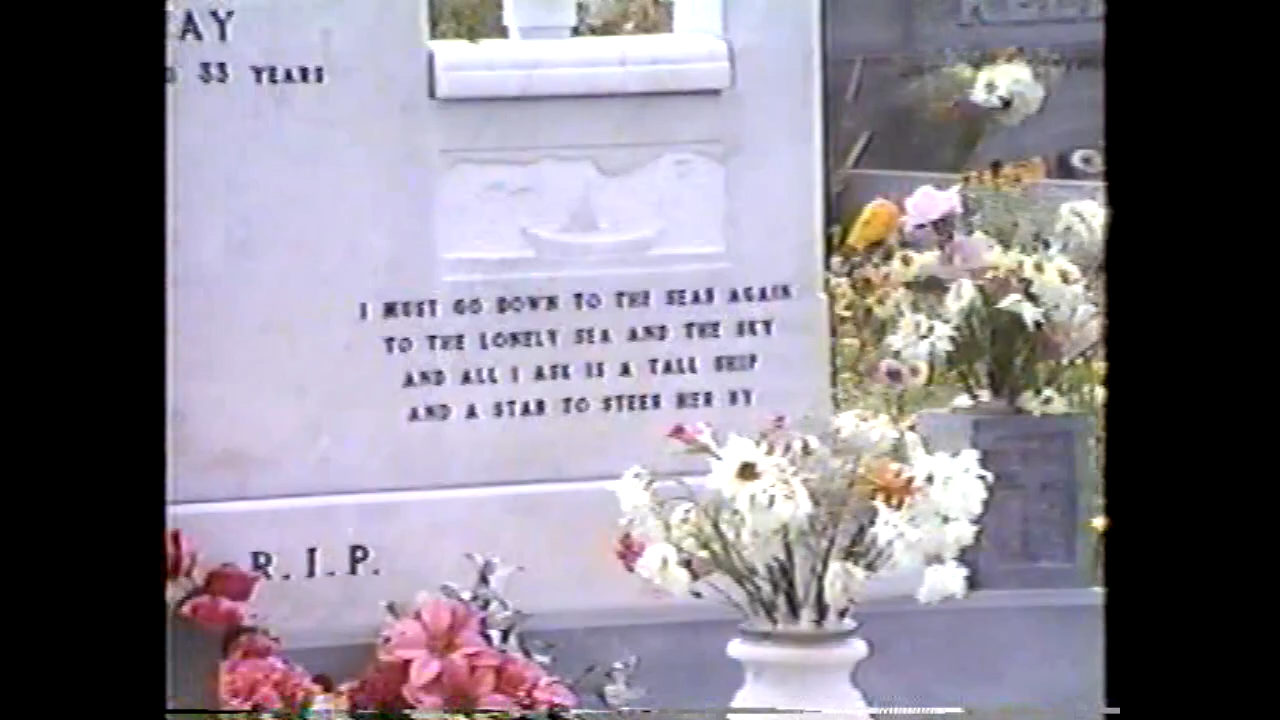 AY
33 YEARS
I MUST GO DOWN TO THE SEAS AGAIN
TO THE LONELY SEA AND THE SKY
AND ALL I ASK IS A TALL SHIP
AND A STAR TO STEER HER BY
R.I.P.